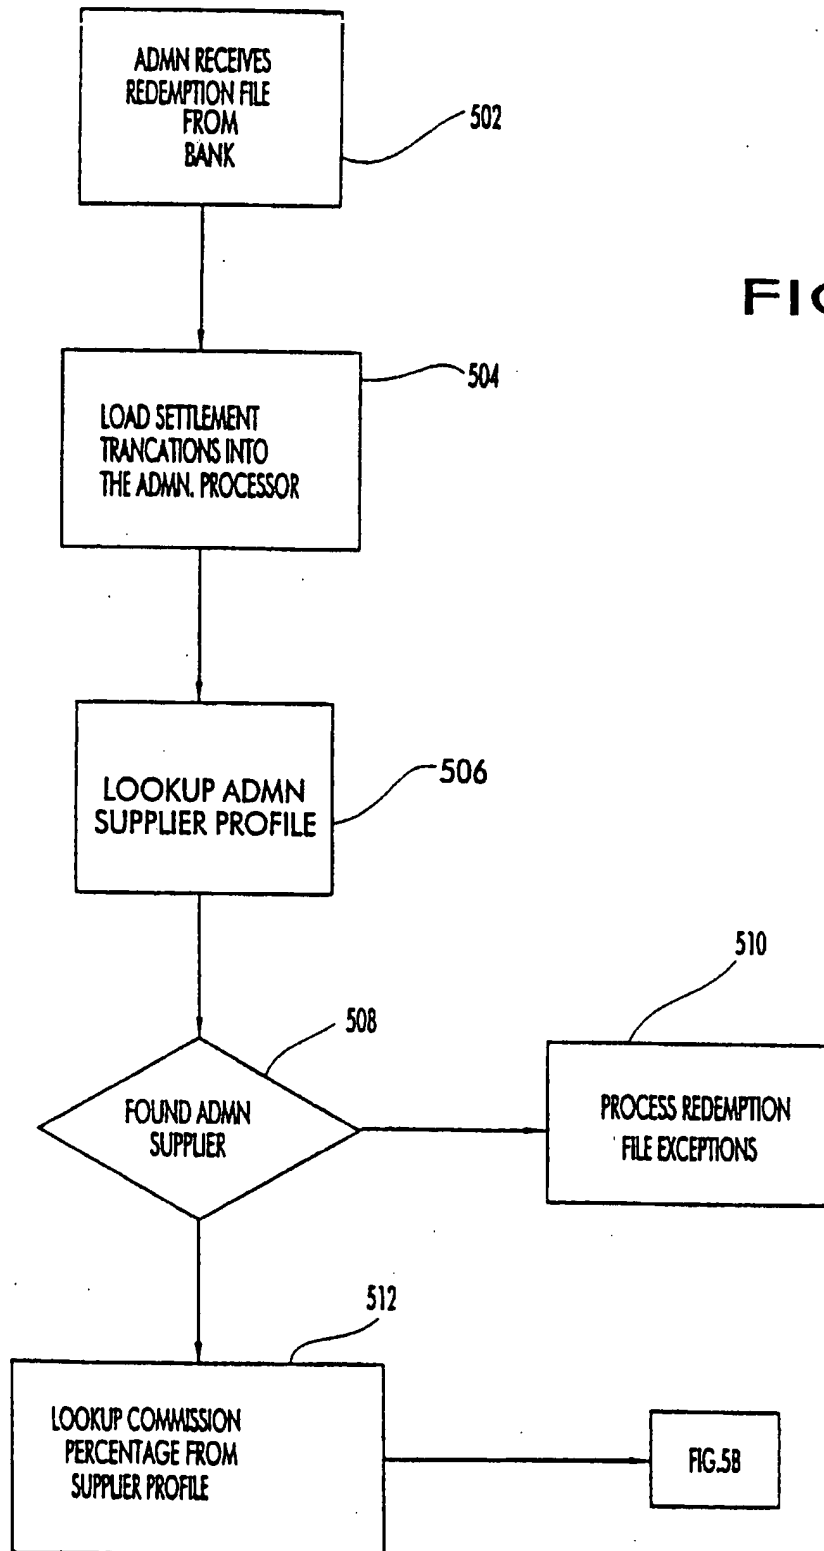 ADMN RECEIVES
REDEMPTION FILE
FROM
BANK
502
FIG
504
LOAD SETTLEMENT
TRANCATIONS INTO
THE ADMN. PROCESSOR
506
LOOKUP ADMN
SUPPLIER PROFILE
508
FOUND ADMN
SUPPLIER
510
PROCESS REDEMPTION
FILE EXCEPTIONS
512
LOOKUP COMMISSION
PERCENTAGE FROM
SUPPLIER PROFILE
FIG.5B